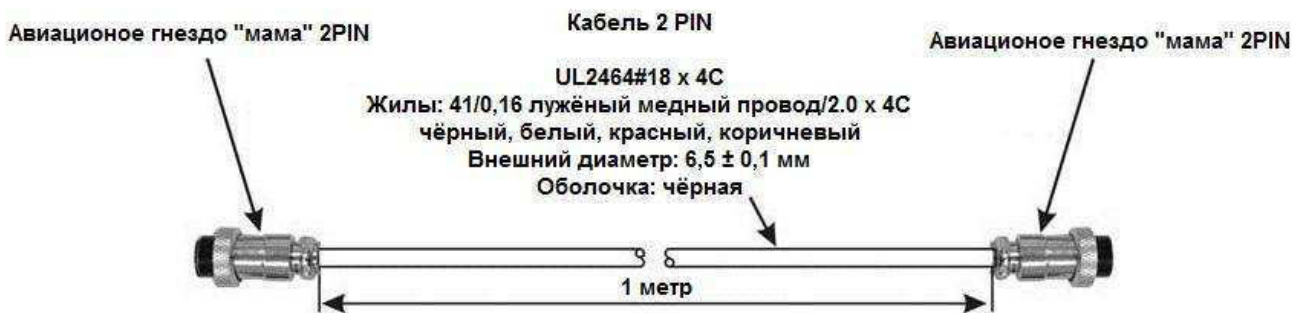 Кабель 2 PIN
Авиационое гнездо "мама" 2PIN
Авиационое гнездо "мама" 2PIN
UL2464#18 x 4C
Жилы: 41/0,16 лужёный медный провод/2.0 x 4C
чёрный, белый, красный, коричневый
Внешний диаметр: 6,5 ± 0,1 мм
Оболочка: чёрная
1 метр